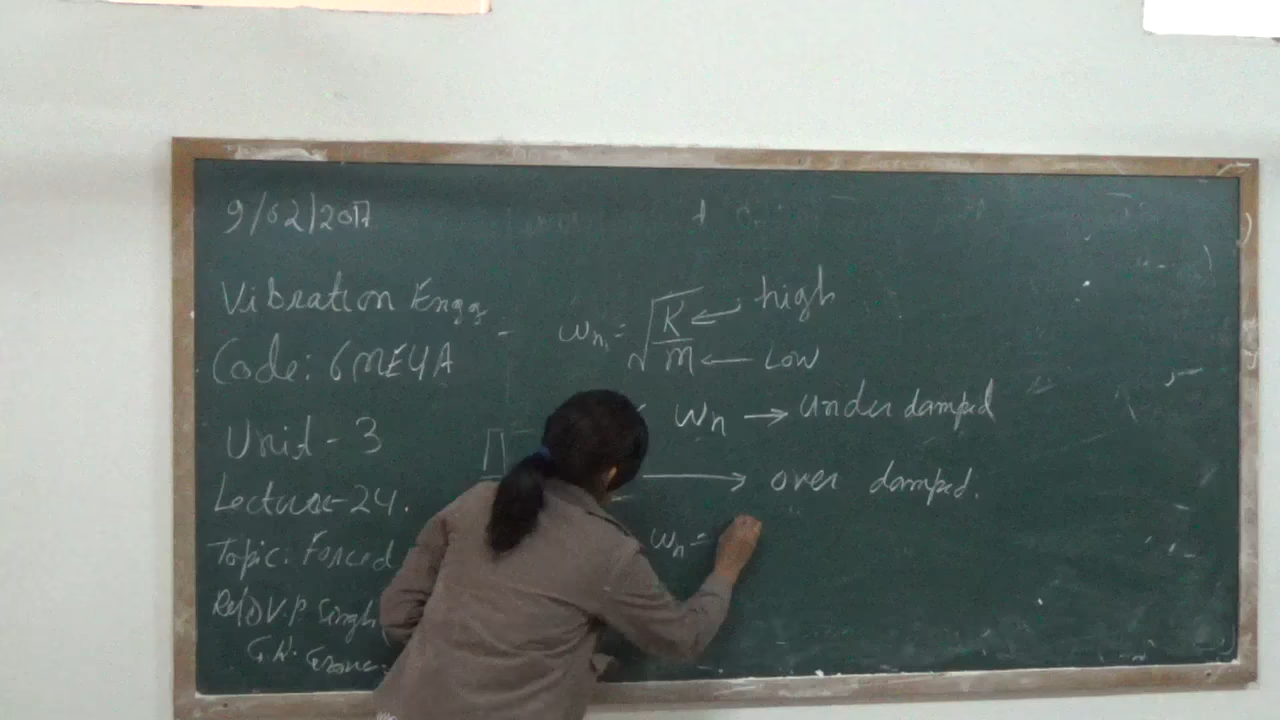 9/02/2017
Vibration Engg
Code: 6ME4A
Unit - 3
Lecture-24.
Topic: Forced
Ref V.P Singh
G.K.
ωn = √K/m ← high
← Low
ωn → under damped
→ over damped.
ωn =